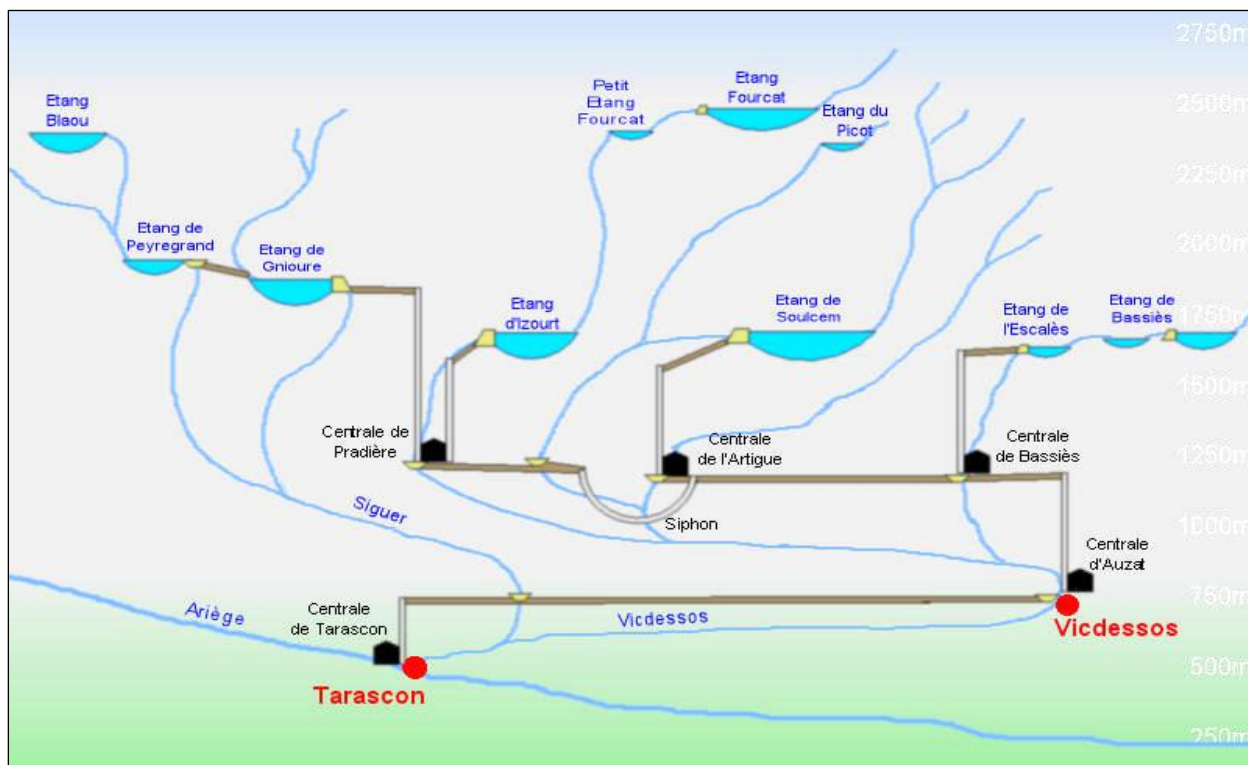 2750m
Etang
Blaou
Petit
Etang
Fourcat
Etang
Fourcat
2500m
Etang du
Picot
2250m
Etang de
Peyregrand
Etang de
Gnioure
2000m
Etang
d'Izourt
Etang de
Soulcem
Etang de
l'Escalès
Etang de
Bassiès
1750m
1500m
Centrale de
Pradière
Centrale
de l'Artigue
Centrale
de Bassiès
1250m
Siguer
Siphon
1000m
Centrale
d'Auzat
Ariège
Centrale
de Tarascon
Vicdessos
750m
Vicdessos
500m
Tarascon
250m